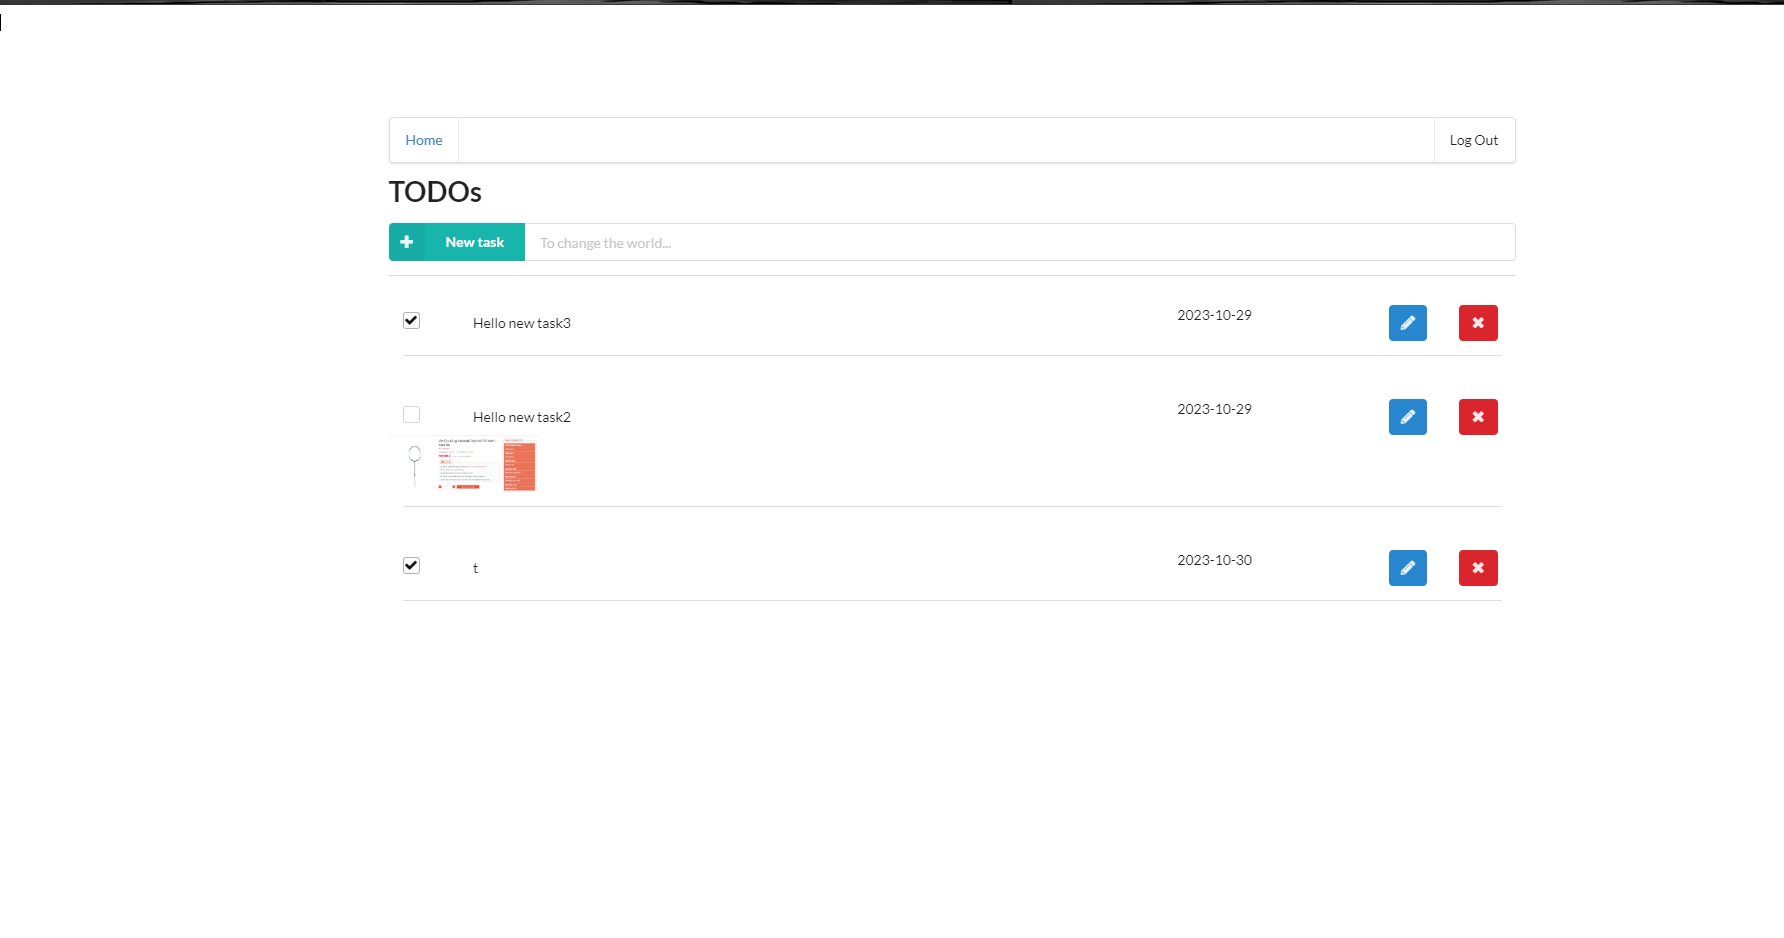 Home
Log Out
TODOs
New task
To change the world...
Hello new task3
2023-10-29
Hello new task2
2023-10-29
t
2023-10-30